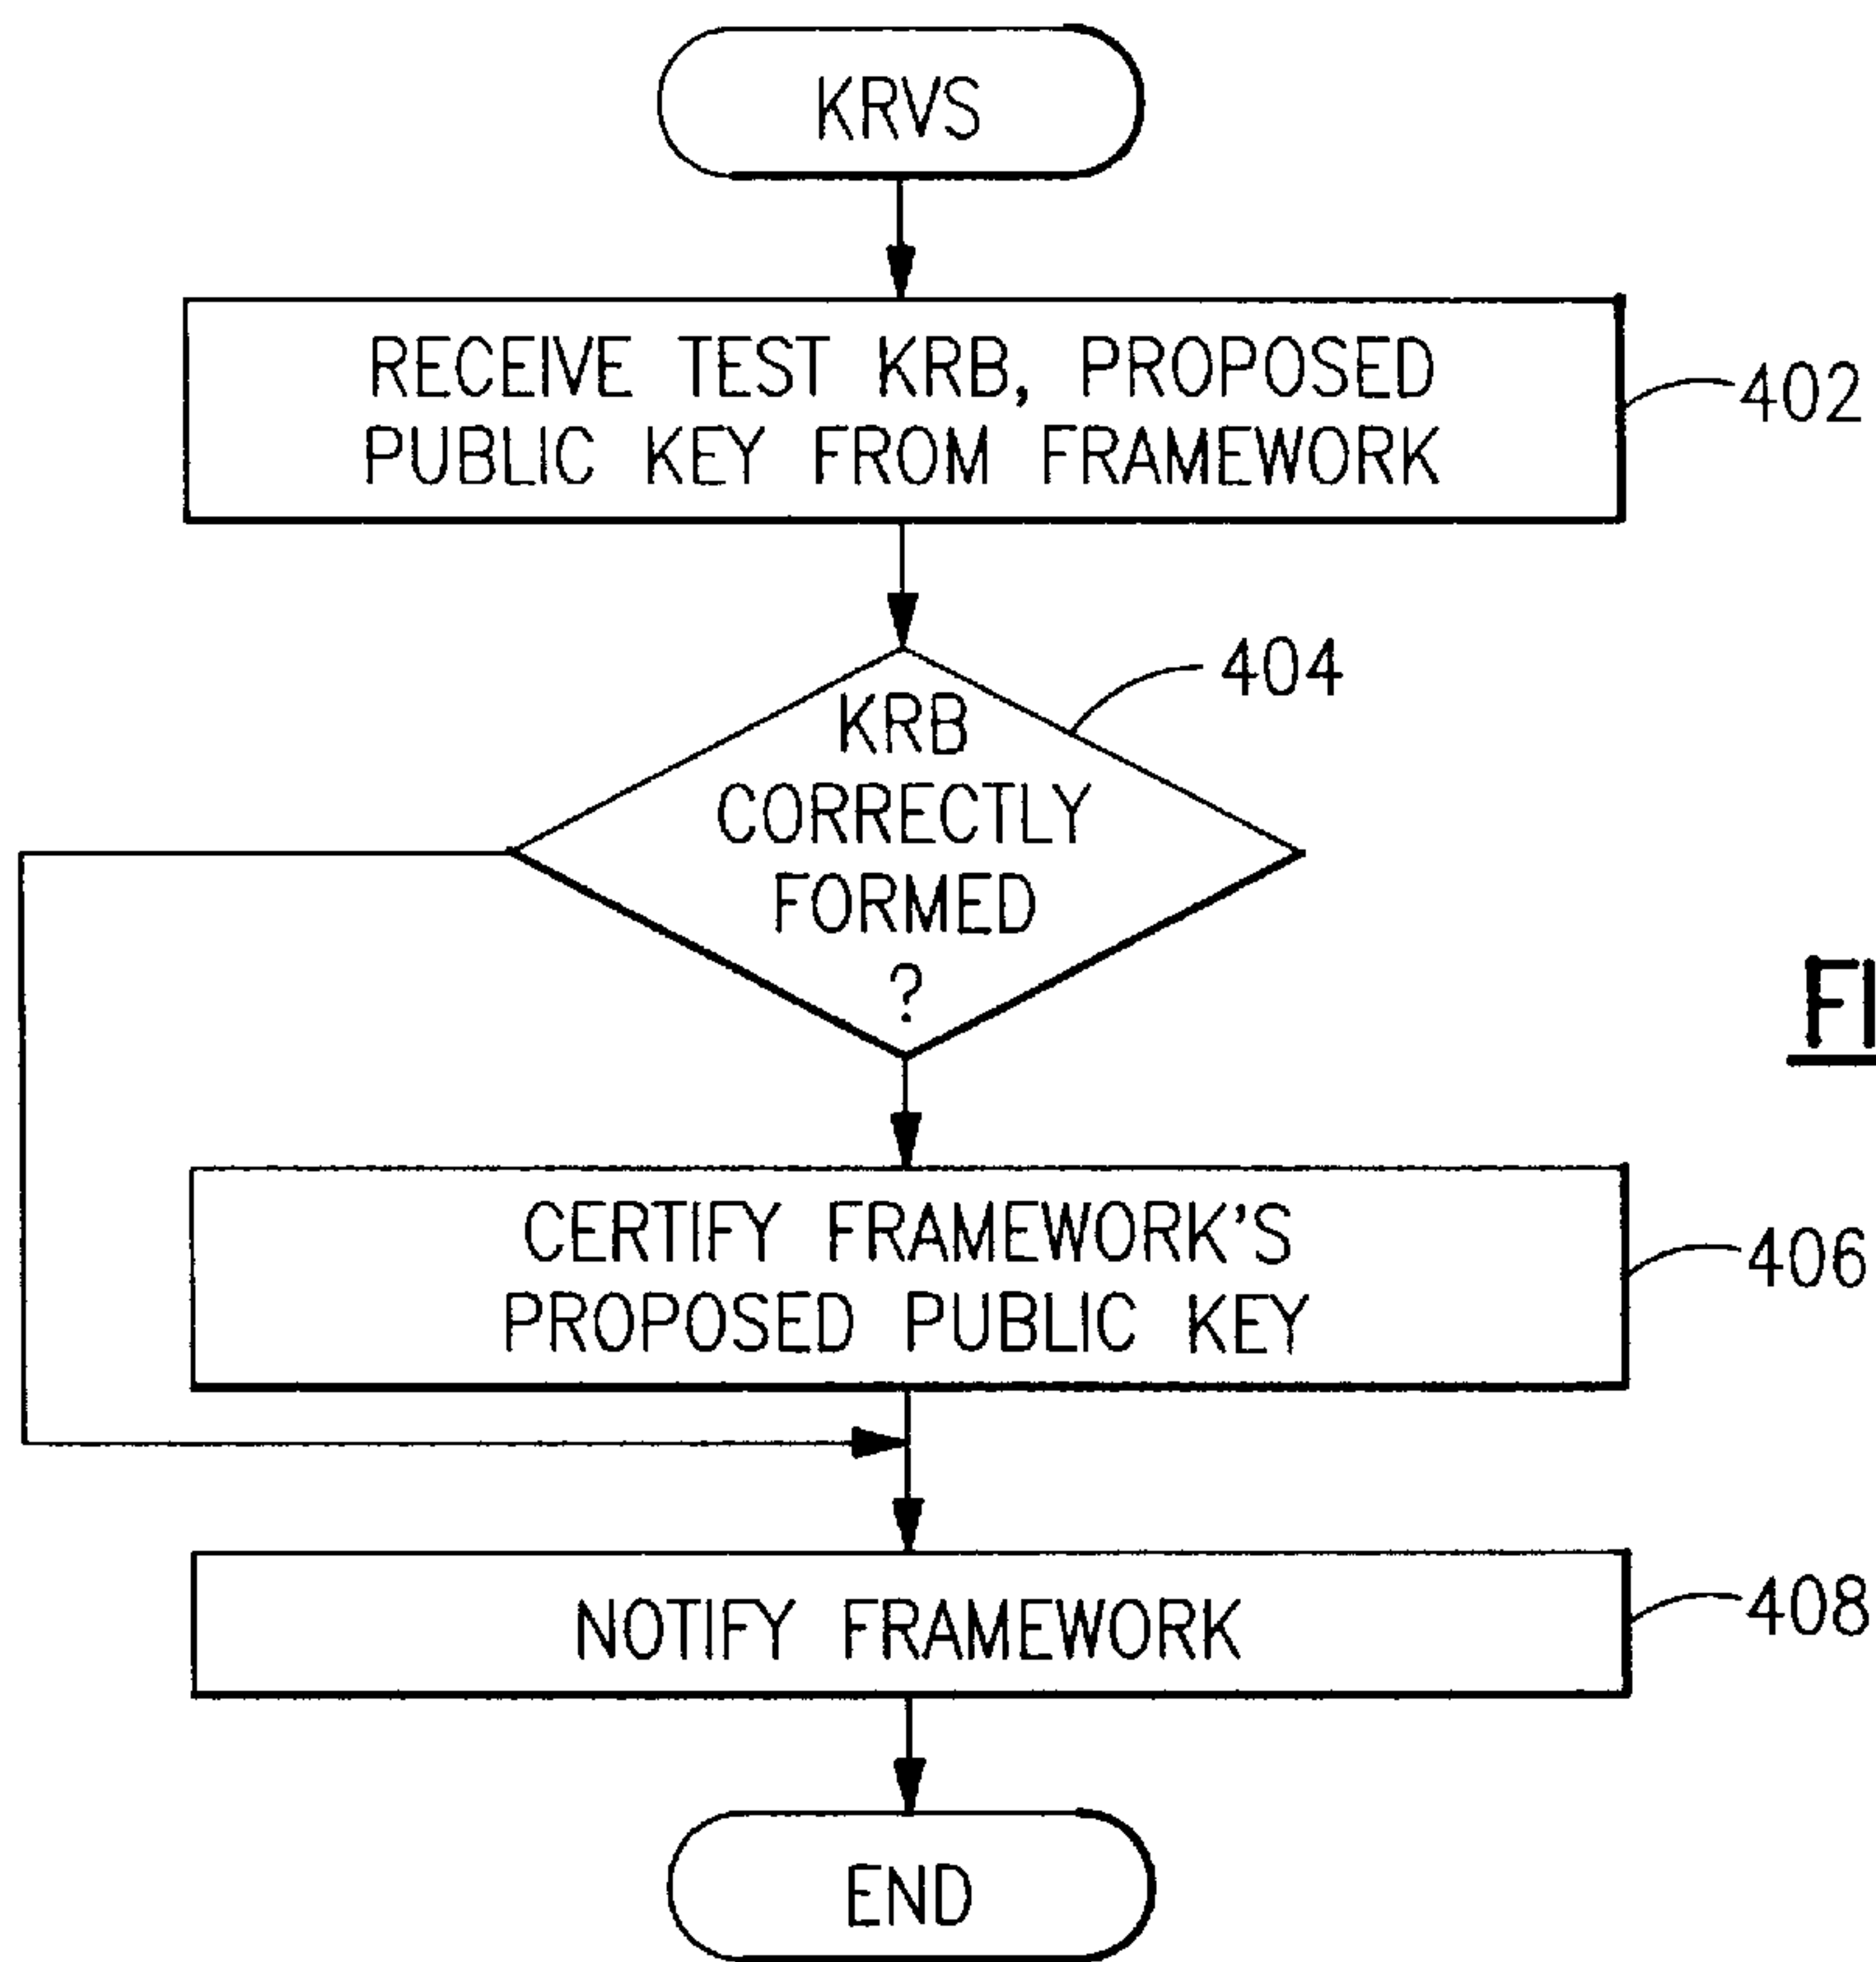 KRVS
RECEIVE TEST KRB, PROPOSED
PUBLIC KEY FROM FRAMEWORK
402
404
KRB
CORRECTLY
FORMED
?
CERTIFY FRAMEWORK'S
PROPOSED PUBLIC KEY
406
NOTIFY FRAMEWORK
408
END